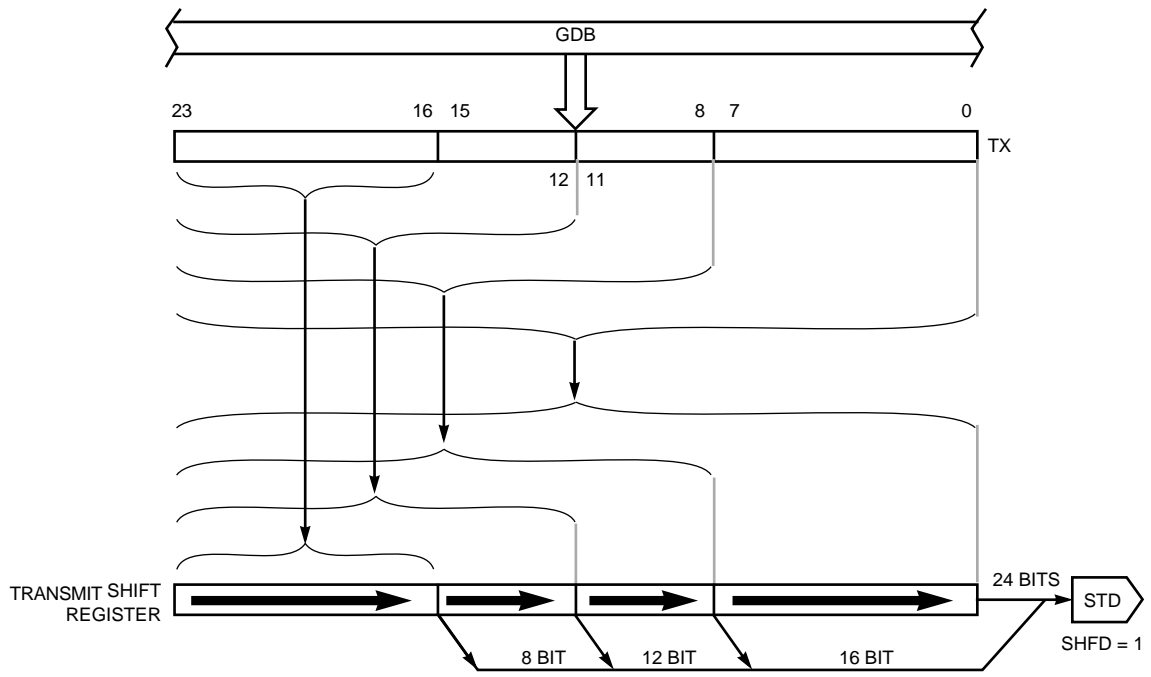 GDB
23 16 15 8 7 0
TX
12 11
24 BITS
TRANSMIT SHIFT
REGISTER
STD
SHFD = 1
8 BIT 12 BIT 16 BIT